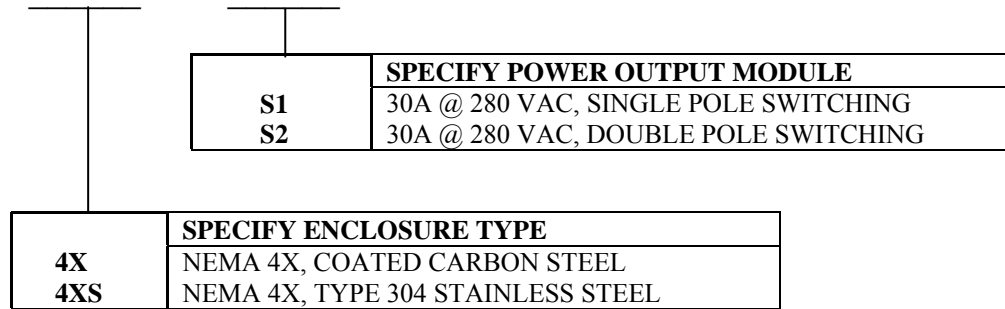 SPECIFY POWER OUTPUT MODULE
S1 30A @ 280 VAC, SINGLE POLE SWITCHING
S2 30A @ 280 VAC, DOUBLE POLE SWITCHING
SPECIFY ENCLOSURE TYPE
4X NEMA 4X, COATED CARBON STEEL
4XS NEMA 4X, TYPE 304 STAINLESS STEEL